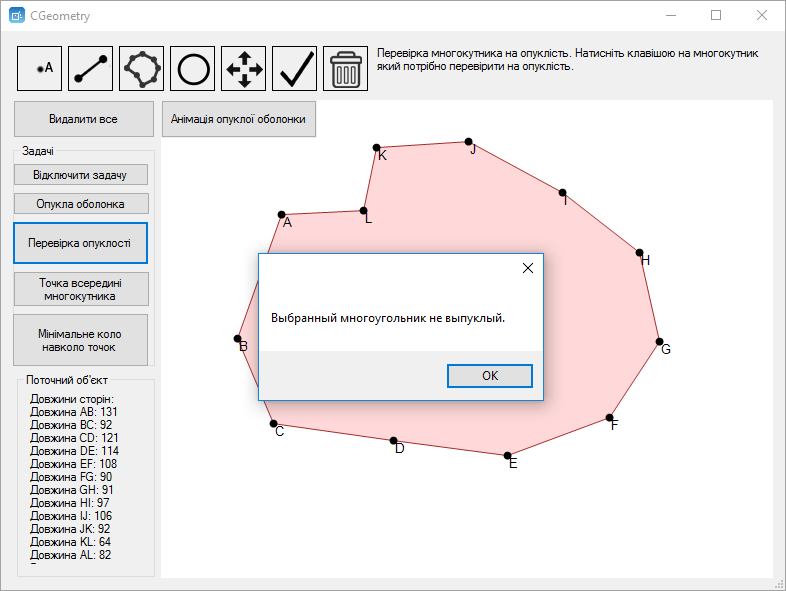 CGeometry
A
Перевірка многокутника на опуклість. Натисніть клавішою на многокутник
який потрібно перевірити на опуклість.
Видалити все
Анімація опуклої оболонки
Задачі
Відключити задачу
Опукла оболонка
Перевірка опуклості
Точка всередині
многокутника
Мінімальне коло
навколо точок
Поточний об'єкт
Довжини сторін:
Довжина AB: 131
Довжина BC: 92
Довжина CD: 121
Довжина DE: 114
Довжина EF: 108
Довжина FG: 90
Довжина GH: 91
Довжина HI: 97
Довжина IJ: 106
Довжина JK: 92
Довжина KL: 64
Довжина AL: 82
K
J
I
A
L
H
B
G
C
D
E
F
Выбранный многоугольник не выпуклый.
OK